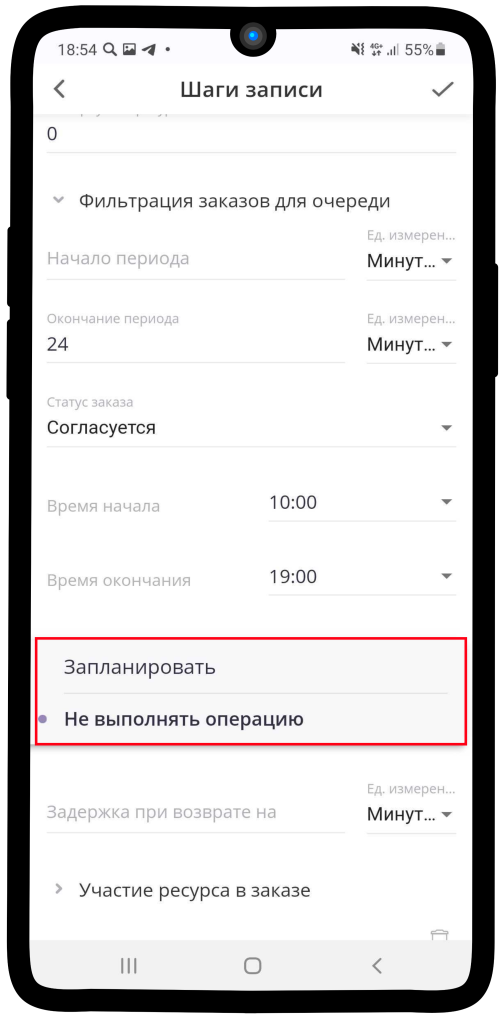 18:54
4G+ 55%
Шаги записи
0
Фильтрация заказов для очереди
Ед. измерен...
Начало периода
Минут...
Окончание периода
Ед. измерен...
24
Минут...
Статус заказа
Согласуется
Время начала
10:00
Время окончания
19:00
Запланировать
Не выполнять операцию
Ед. измерен...
Задержка при возврате на
Минут...
Участие ресурса в заказе